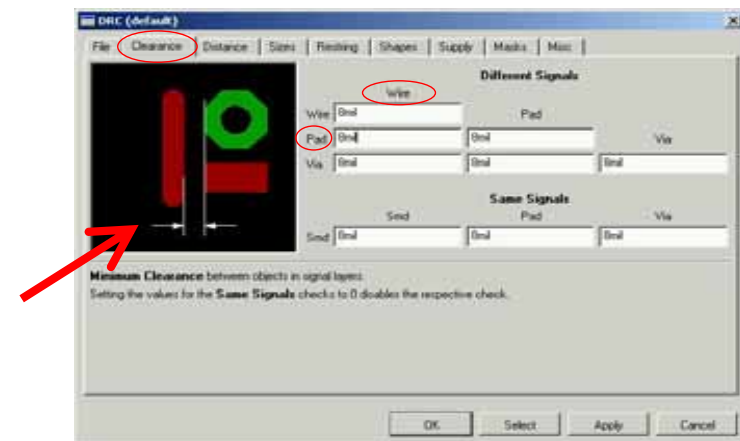 DRC (default)
File Clearance Distance Sizes Restring Shapes Supply Masks Misc
Different Signals
Wire
Wire 8mil Pad
Pad 8mil 8mil Via
Via 8mil 8mil 8mil
Same Signals
Smd Pad Via
Smd 8mil 8mil 8mil
Minimum Clearance between objects in signal layers.
Setting the values for the Same Signals checks to 0 disables the respective check.
OK Select Apply Cancel